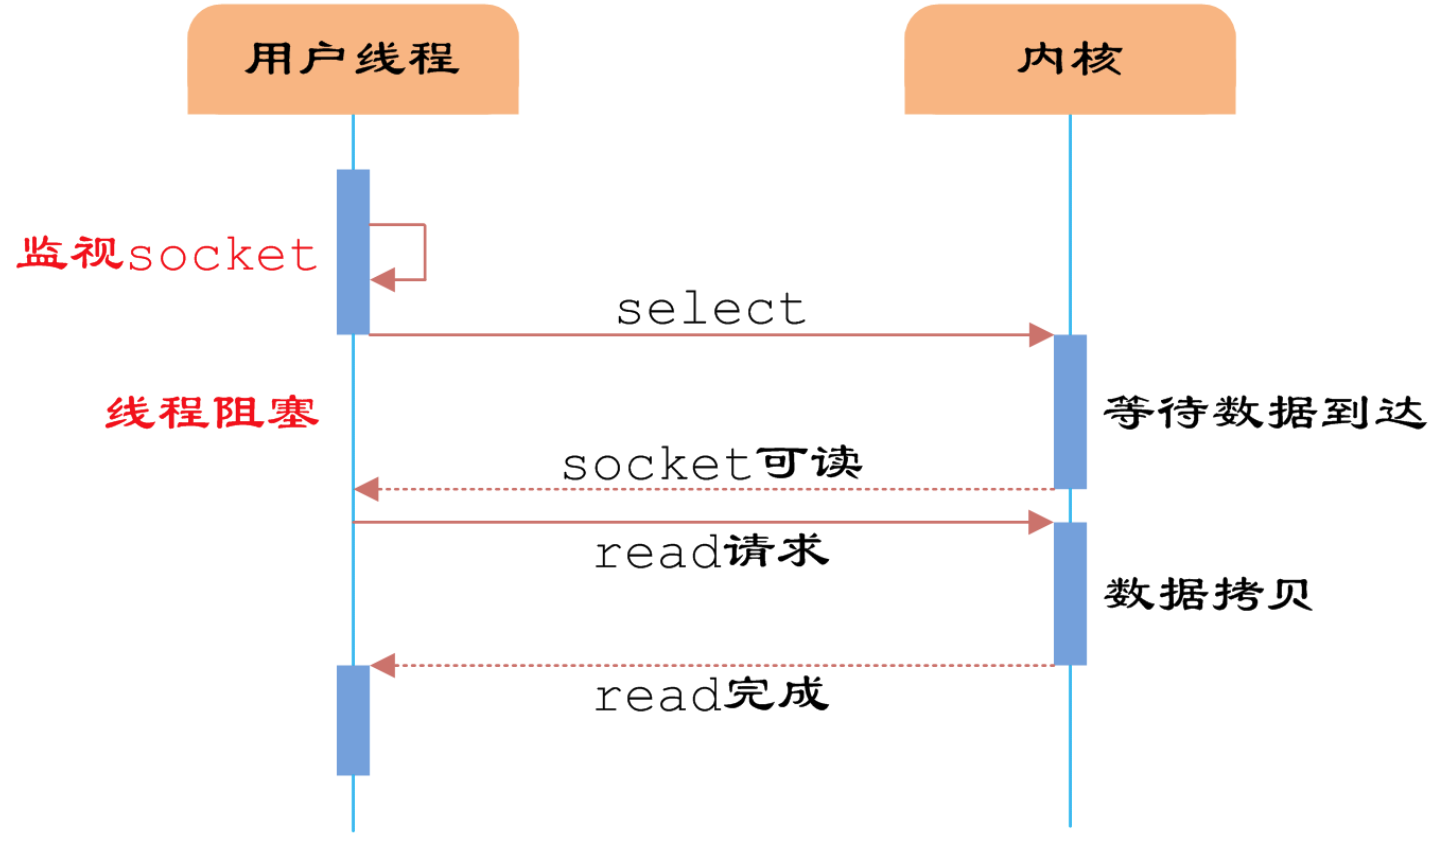 用户线程
内核
监视socket
select
线程阻塞
等待数据到达
socket可读
read请求
数据拷贝
read完成